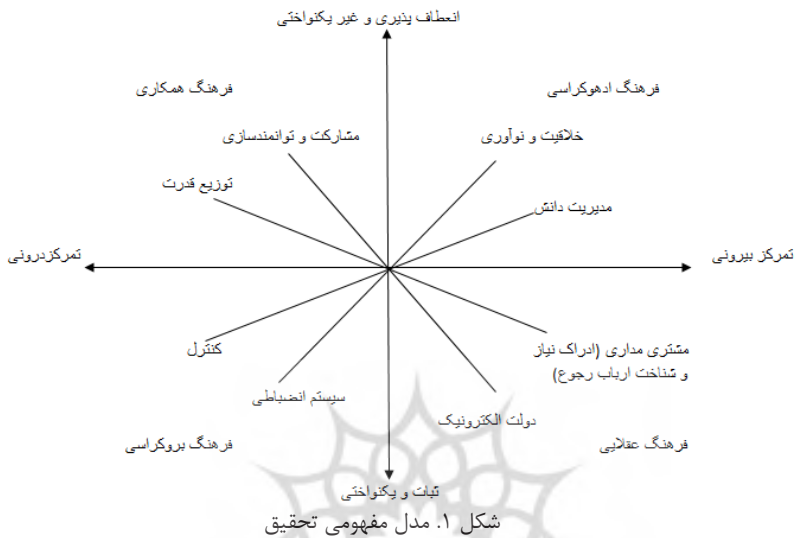 انعطاف پذیری و غیر یکنواختی
فرهنگ ادهوکراسی
فرهنگ همکاری
خلاقیت و نوآوری
مشارکت و توانمندسازی
مدیریت دانش
توزیع قدرت
تمرکز بیرونی
تمرکزدرونی
مشتری مداری (ادراک نیاز
و شناخت ارباب رجوع)
کنترل
سیستم انضباطی
دولت الکترونیک
فرهنگ عقلایی
فرهنگ بروکراسی
ثبات و یکنواختی
شکل ۱. مدل مفهومی تحقیق